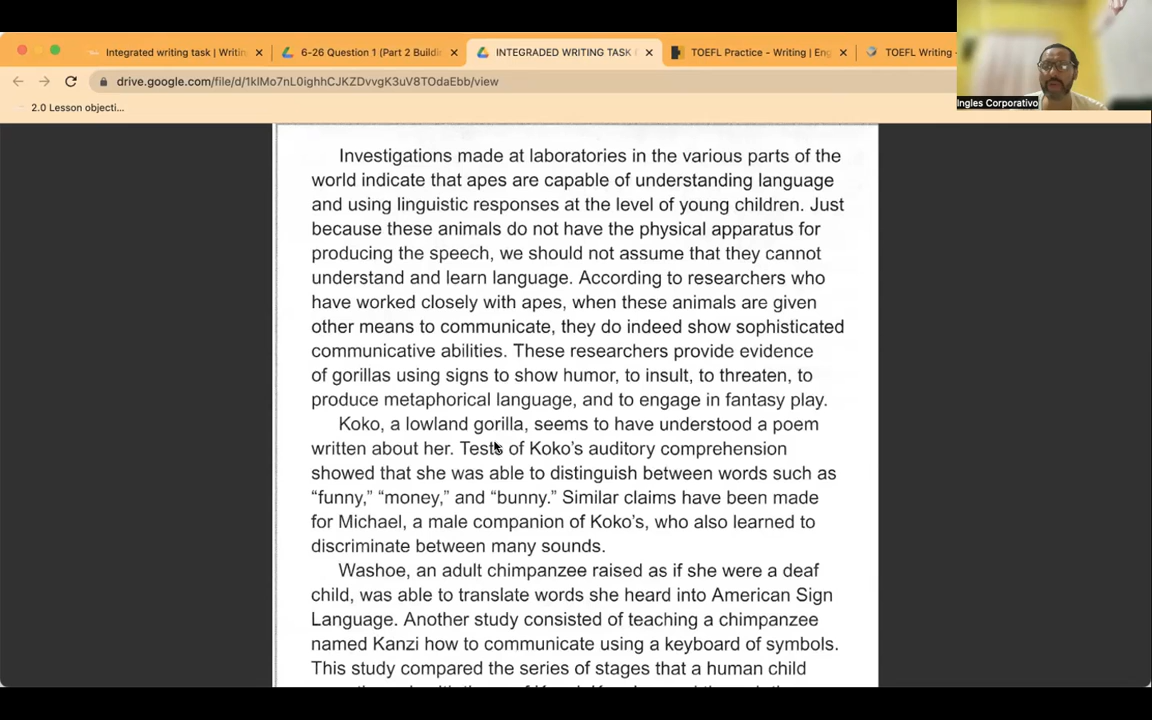 Integrated writing task | Writin
6-26 Question 1 (Part 2 Buildi
INTEGRADED WRITING TASK
TOEFL Practice - Writing | Eng
TOEFL Writing -
drive.google.com/file/d/1klMo7nL0ighhCJKZDvvgK3uV8TOdaEbb/view
2.0 Lesson objecti...
Ingles Corporativo
Investigations made at laboratories in the various parts of the
world indicate that apes are capable of understanding language
and using linguistic responses at the level of young children. Just
because these animals do not have the physical apparatus for
producing the speech, we should not assume that they cannot
understand and learn language. According to researchers who
have worked closely with apes, when these animals are given
other means to communicate, they do indeed show sophisticated
communicative abilities. These researchers provide evidence
of gorillas using signs to show humor, to insult, to threaten, to
produce metaphorical language, and to engage in fantasy play.
Koko, a lowland gorilla, seems to have understood a poem
written about her. Tests of Koko's auditory comprehension
showed that she was able to distinguish between words such as
“funny,” “money,” and “bunny.” Similar claims have been made
for Michael, a male companion of Koko's, who also learned to
discriminate between many sounds.
Washoe, an adult chimpanzee raised as if she were a deaf
child, was able to translate words she heard into American Sign
Language. Another study consisted of teaching a chimpanzee
named Kanzi how to communicate using a keyboard of symbols.
This study compared the series of stages that a human child